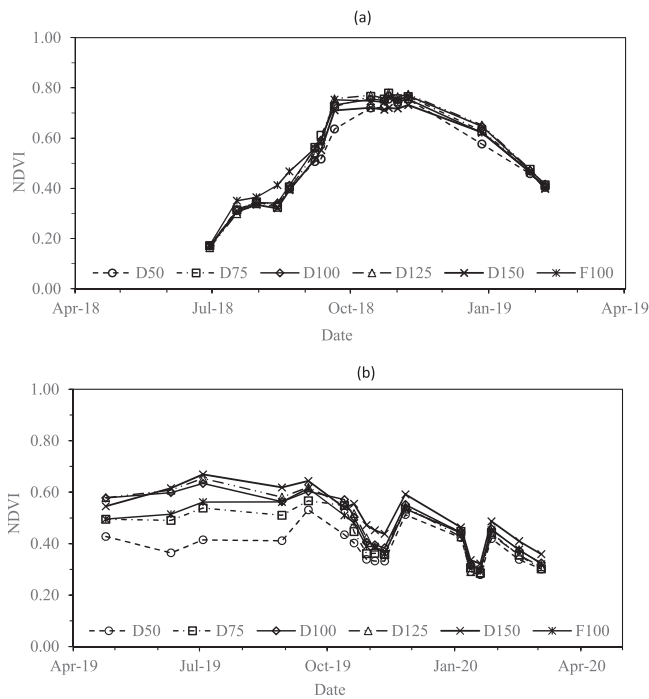 (a)
1.00
0.80
0.60
0.40
0.20
0.00
NDVI
D50 D75 D100 D125 D150 F100
Apr-18 Jul-18 Oct-18 Jan-19 Apr-19
Date
(b)
1.00
0.80
0.60
0.40
0.20
0.00
NDVI
D50 D75 D100 D125 D150 F100
Apr-19 Jul-19 Oct-19 Jan-20 Apr-20
Date